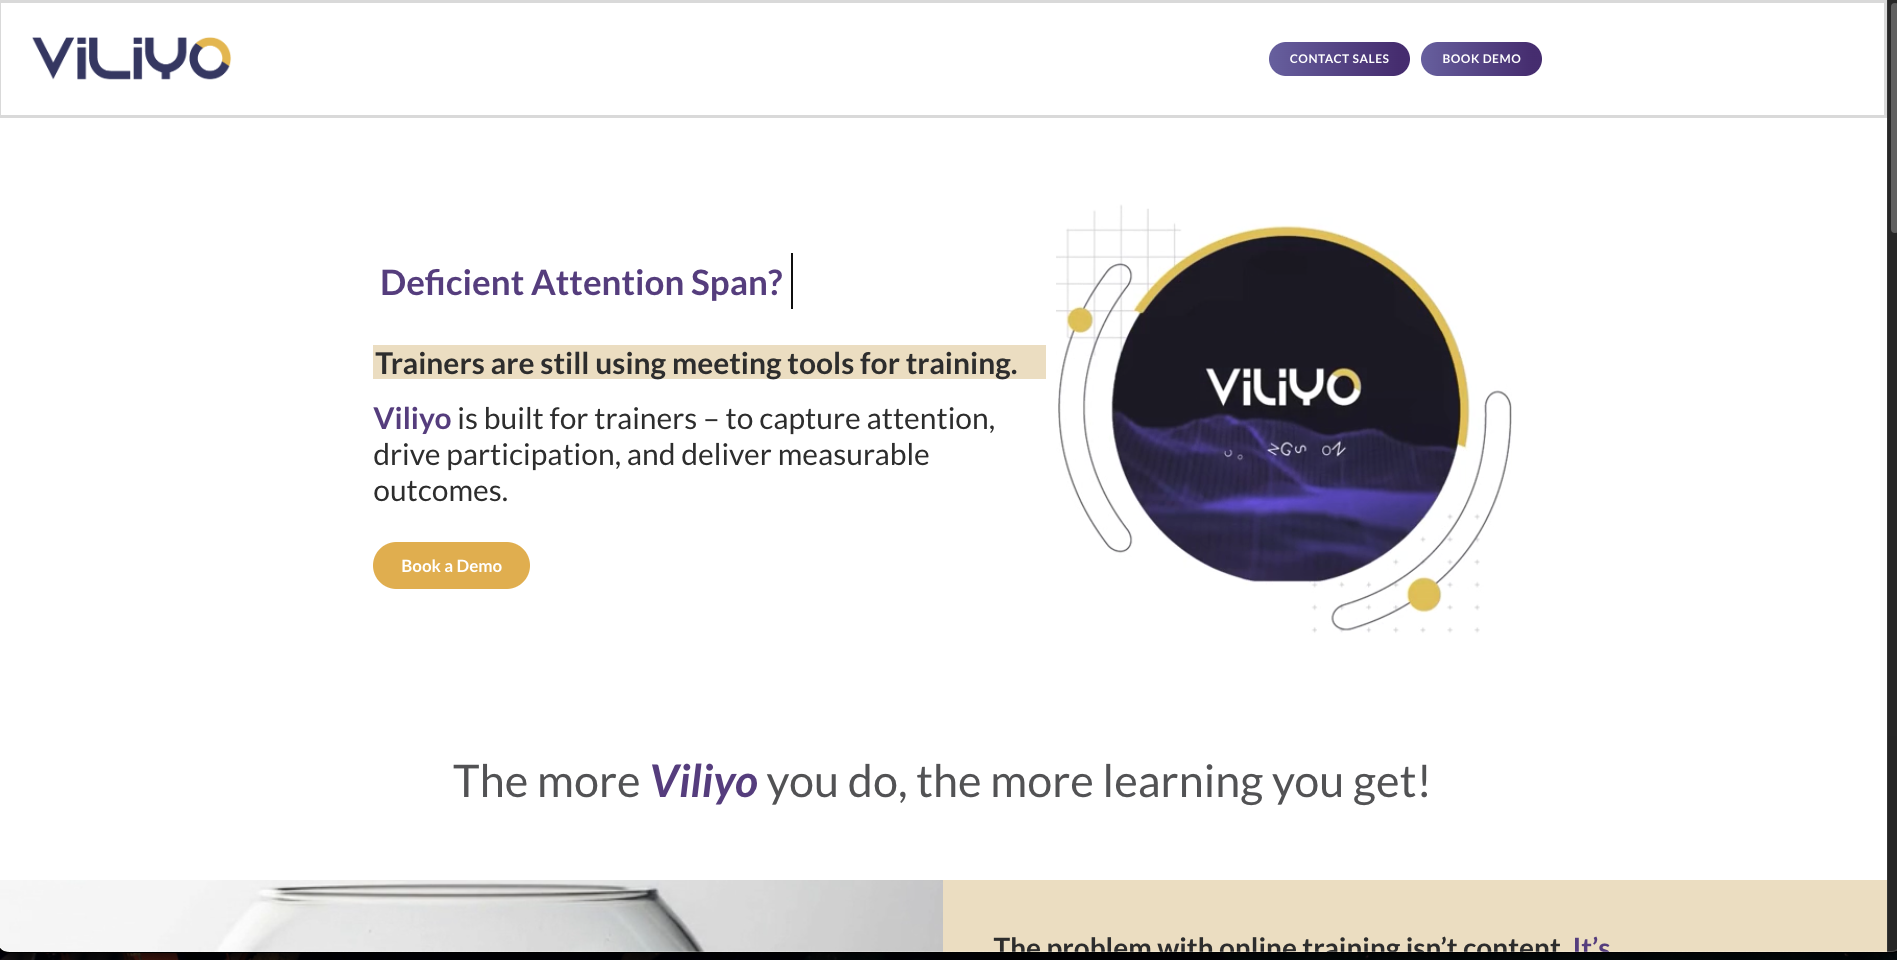 ViLiYO
CONTACT SALES
BOOK DEMO
Deficient Attention Span?
Trainers are still using meeting tools for training.
Viliyo is built for trainers – to capture attention,
drive participation, and deliver measurable
outcomes.
Book a Demo
ViLiYO
The more Viliyo you do, the more learning you get!
The problem with online training isn't content. It's